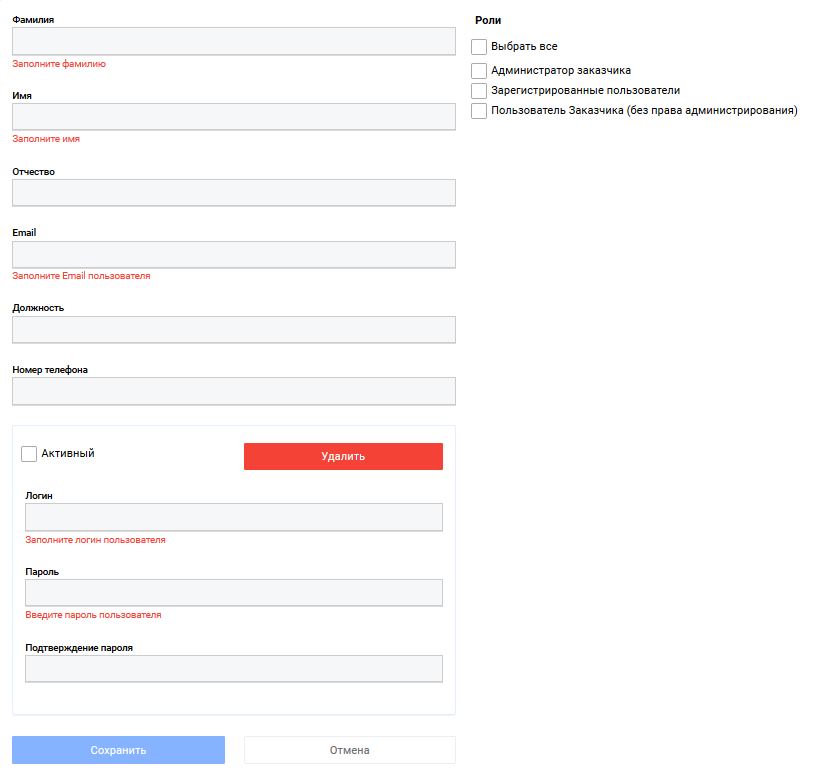 Фамилия
Заполните фамилию
Имя
Заполните имя
Отчество
Email
Заполните Email пользователя
Должность
Номер телефона
Активный
Удалить
Логин
Заполните логин пользователя
Пароль
Введите пароль пользователя
Подтверждение пароля
Сохранить
Отмена
Роли
Выбрать все
Администратор заказчика
Зарегистрированные пользователи
Пользователь Заказчика (без права администрирования)